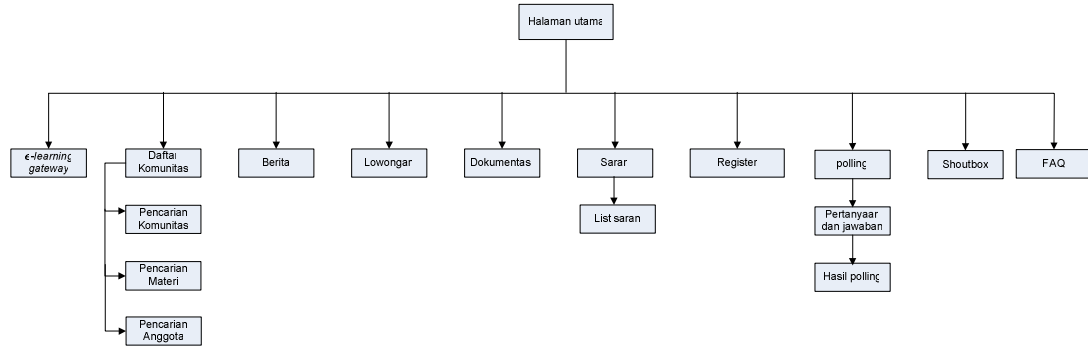 Halaman utama
e-learning
gateway
Daftar
Komunitas
Berita
Lowongan
Dokumentas
Saran
Register
polling
Shoutbox
FAQ
Pencarian
Komunitas
List saran
Pertanyaan
dan jawaban
Pencarian
Materi
Hasil polling
Pencarian
Anggota